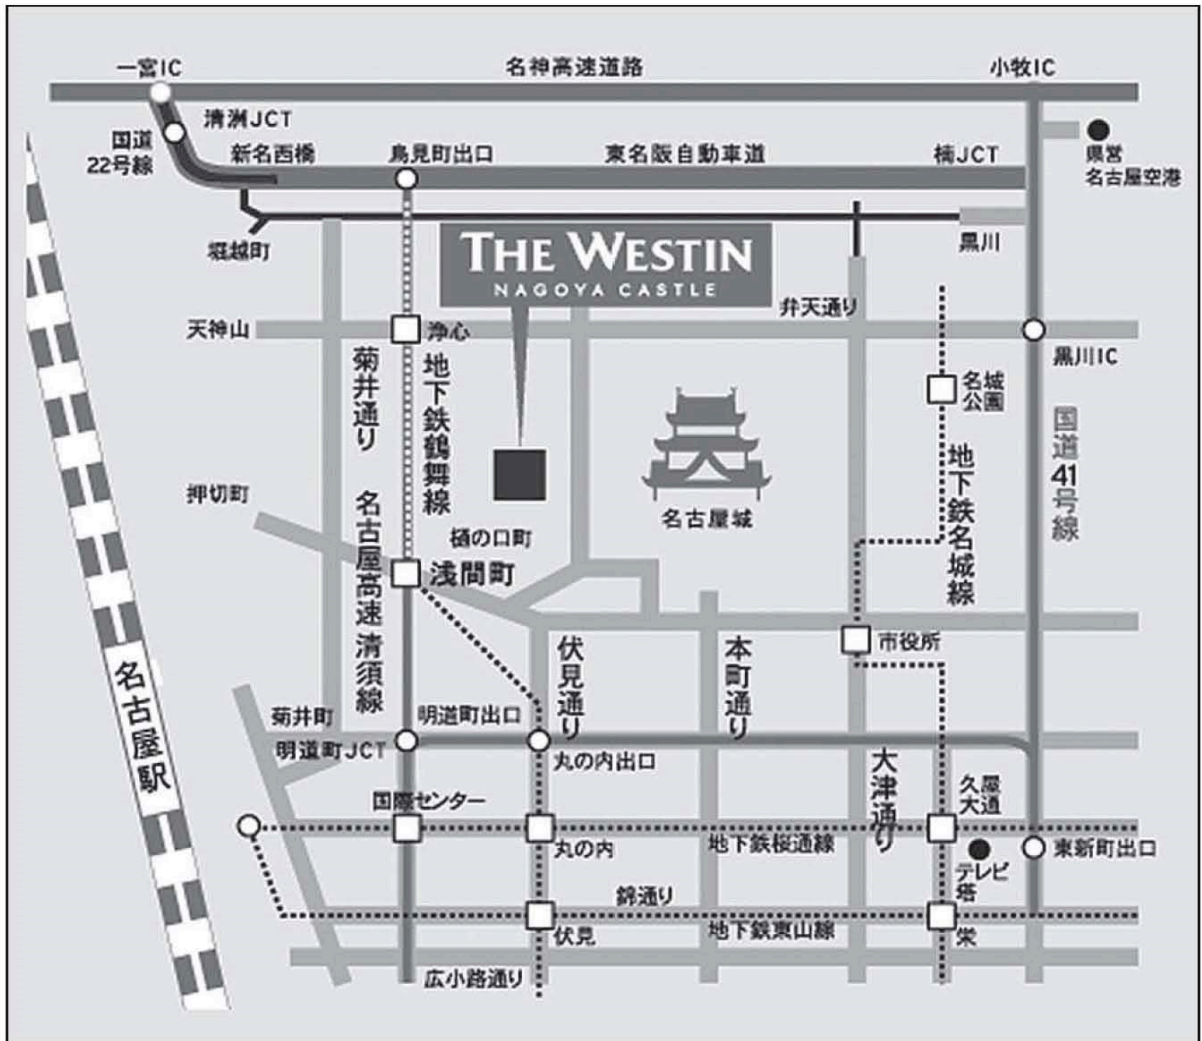 一宮IC
名神高速道路
小牧IC
清洲JCT
国道
22号線
新名西橋
鳥見町出口
東名阪自動車道
楠JCT
県営
名古屋空港
堀越町
THE WESTIN
NAGOYA CASTLE
黒川
天神山
浄心
弁天通り
黒川IC
菊井通り
地下鉄鶴舞線
名城
公園
国道41号線
地下鉄名城線
押切町
名古屋高速 清須線
樋の口町
名古屋城
浅間町
伏見通り
本町通り
市役所
名古屋駅
菊井町
明道町出口
明道町JCT
丸の内出口
大津通り
久屋
大通
国際センター
丸の内
地下鉄桜通線
東新町出口
テレビ
塔
錦通り
伏見
地下鉄東山線
栄
広小路通り